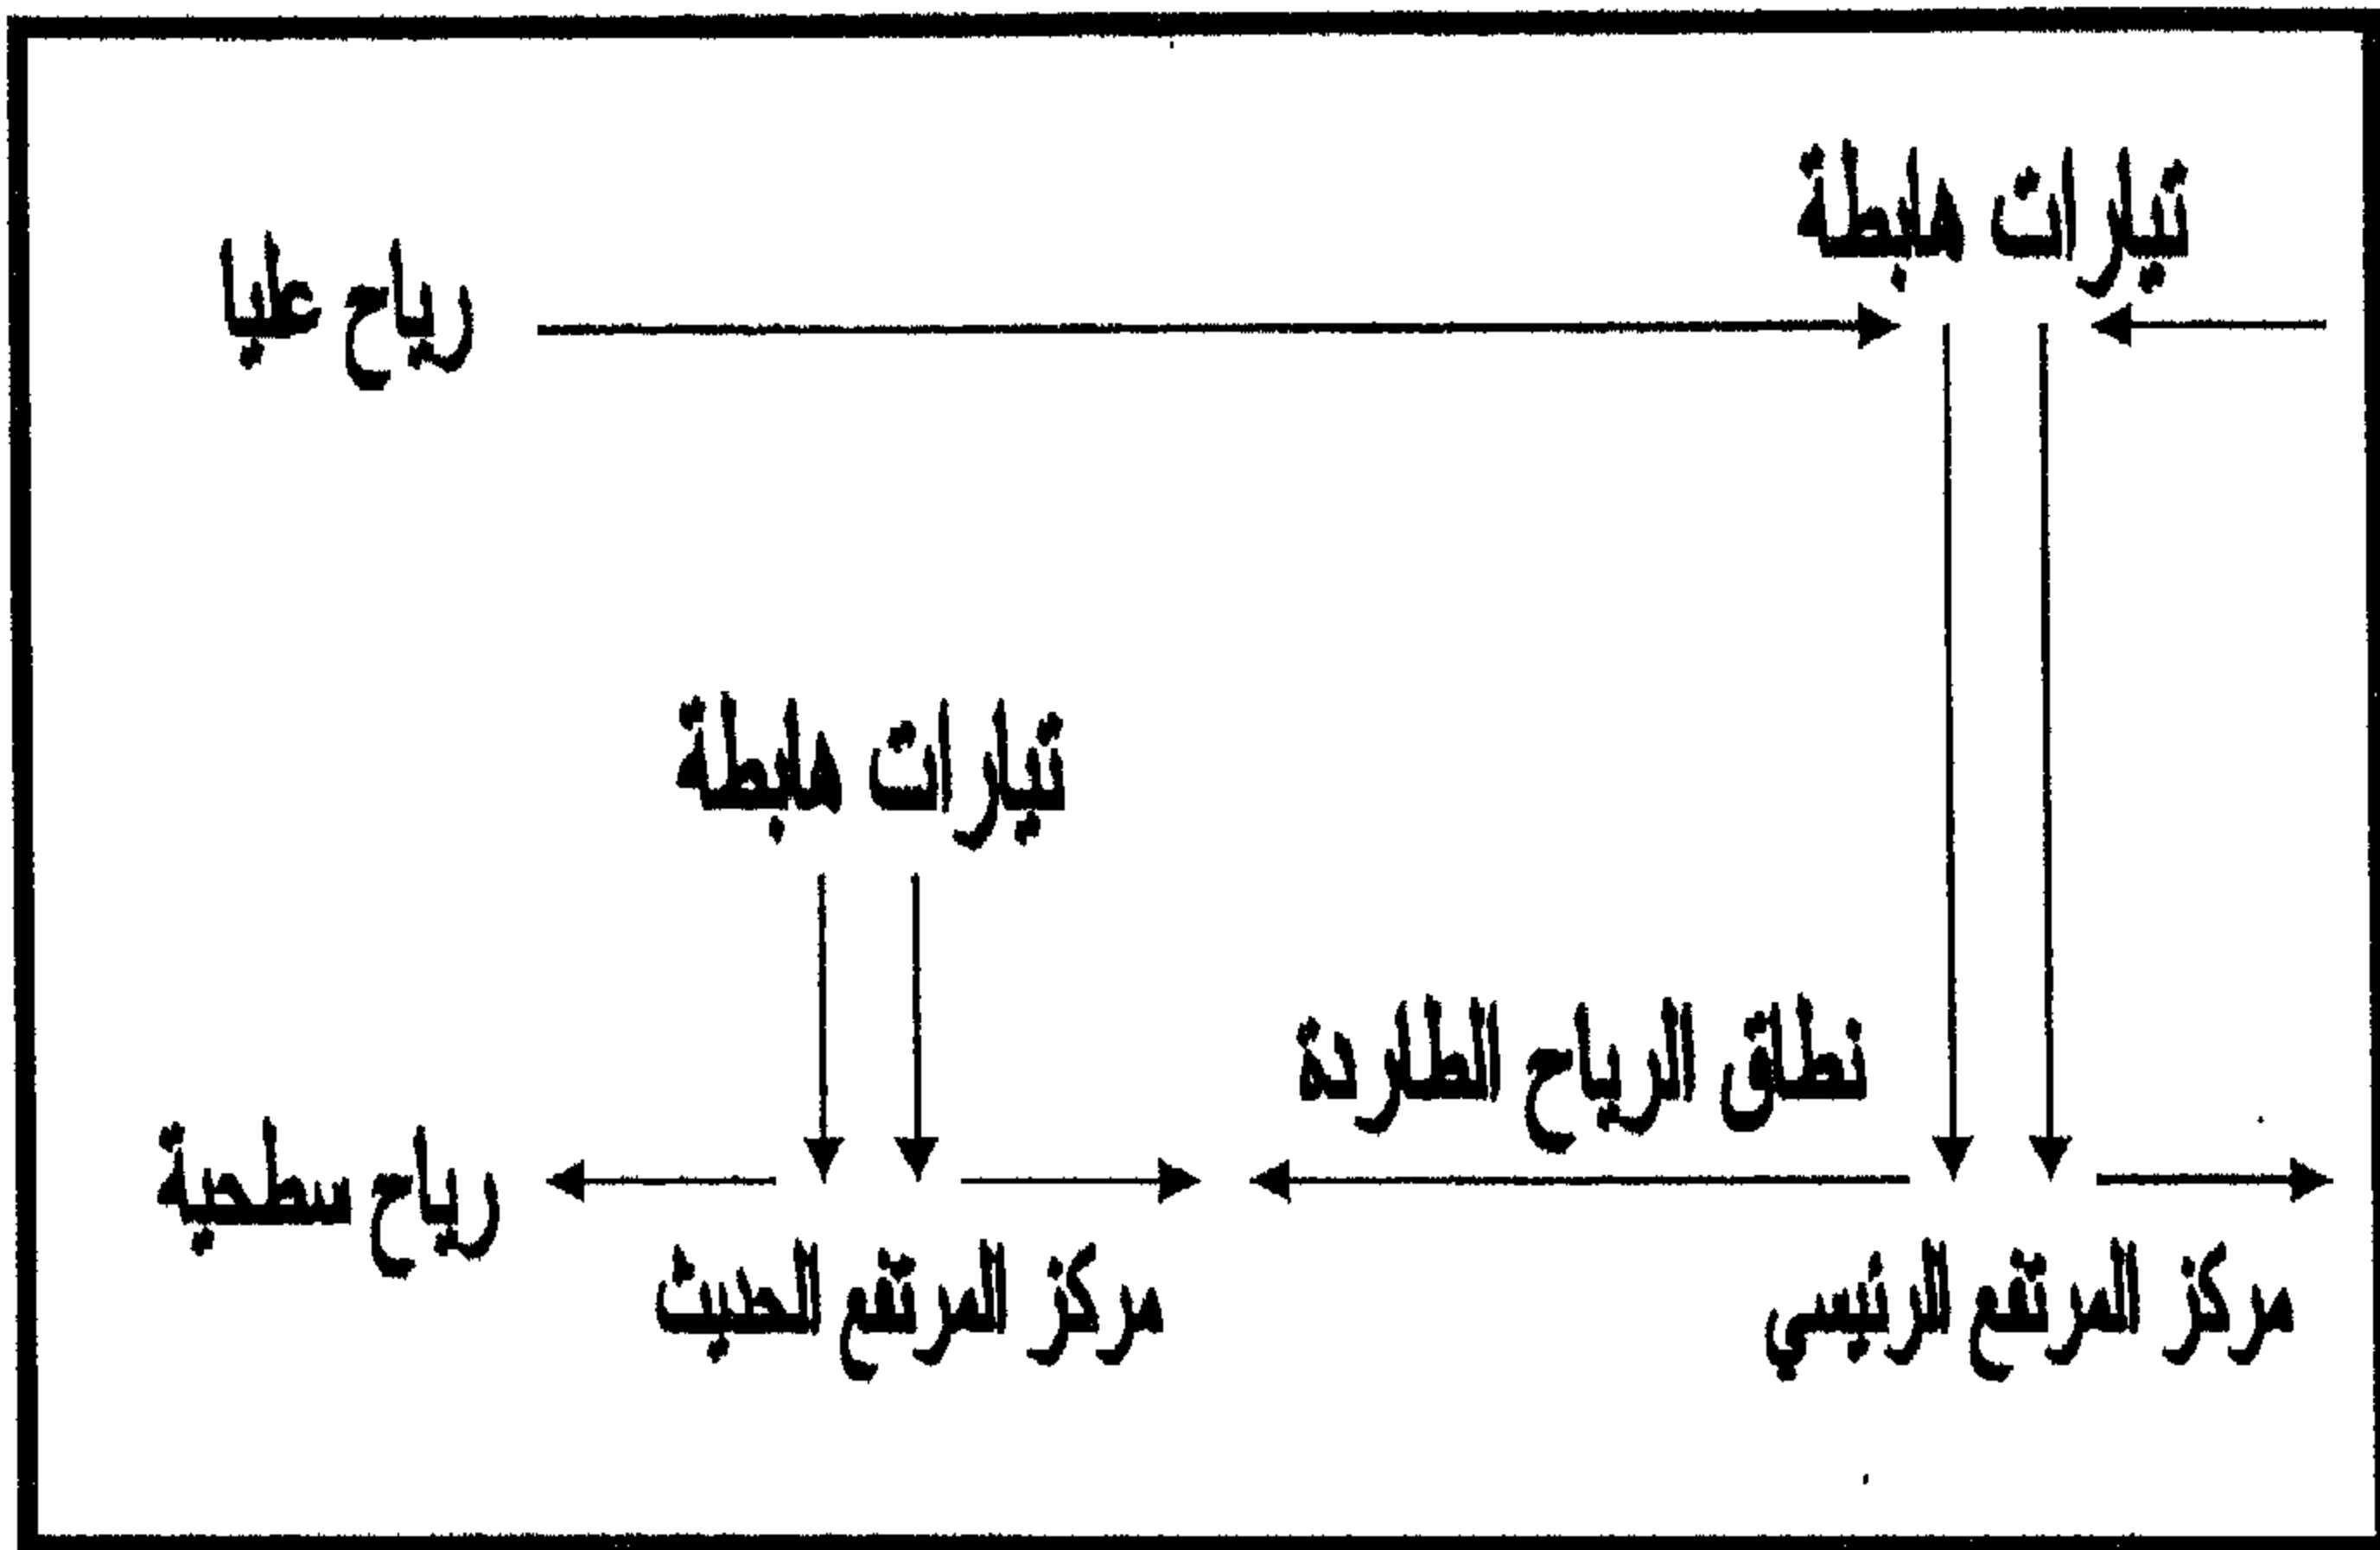 تيارات هابطة
رياح عليا
تيارات هابطة
نطاق الرياح الطاردة
رياح سطحية
مركز المرتفع الرئيسي
مركز المرتفع الحديث